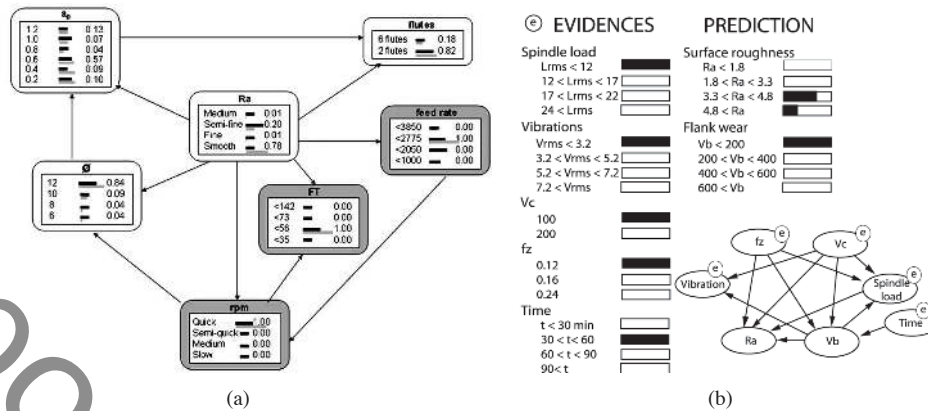 s_p
1.2 0.13
1.0 0.07
0.8 0.04
0.6 0.57
0.4 0.09
0.2 0.10
flutes
6 flutes 0.18
2 flutes 0.82
Ra
Medium 0.01
Semi-fine 0.20
Fine 0.01
Smooth 0.78
feed rate
<3850 0.00
<2775 1.00
<2050 0.00
<1000 0.00
Ø
12 0.84
10 0.09
8 0.04
6 0.04
FT
<142 0.00
<73 0.00
<58 1.00
<35 0.00
rpm
Quick 1.00
Semi-quick 0.00
Medium 0.00
Slow 0.00
(a)
e EVIDENCES
Spindle load
Lrms < 12
12 < Lrms < 17
17 < Lrms < 22
24 < Lrms
Vibrations
Vrms < 3.2
3.2 < Vrms < 5.2
5.2 < Vrms < 7.2
7.2 < Vrms
Vc
100
200
fz
0.12
0.16
0.24
Time
t < 30 min
30 < t < 60
60 < t < 90
90 < t
PREDICTION
Surface roughness
Ra < 1.8
1.8 < Ra < 3.3
3.3 < Ra < 4.8
4.8 < Ra
Flank wear
Vb < 200
200 < Vb < 400
400 < Vb < 600
600 < Vb
fz e
Vc e
Vibration e
Spindle load e
Time e
Ra
Vb
(b)